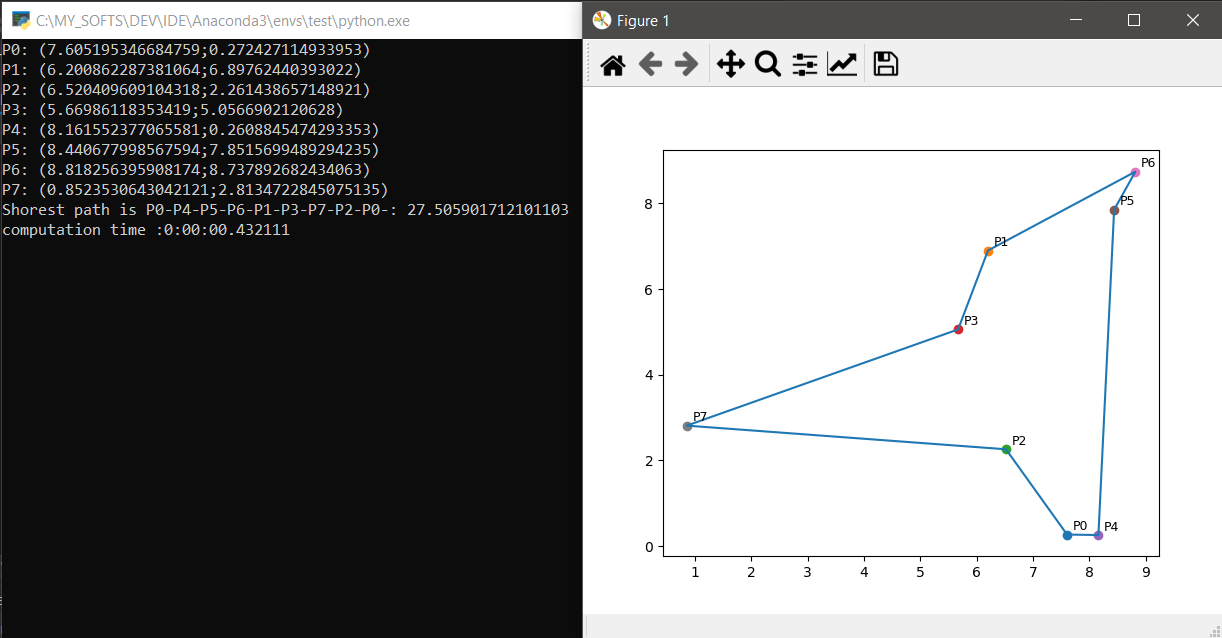 C:\MY_SOFTS\DEV\IDE\Anaconda3\envs\test\python.exe
P0: (7.605195346684759;0.272427114933953)
P1: (6.200862287381064;6.89762440393022)
P2: (6.520409609104318;2.261438657148921)
P3: (5.66986118353419;5.0566902120628)
P4: (8.161552377065581;0.2608845474293353)
P5: (8.440677998567594;7.8515699489294235)
P6: (8.818256395908174;8.737892682434063)
P7: (0.8523530643042121;2.8134722845075135)
Shorest path is P0-P4-P5-P6-P1-P3-P7-P2-P0-: 27.505901712101103
computation time :0:00:00.432111
Figure 1
P6
8
P5
P1
6
P3
4
P7
P2
2
P0
P4
0
1 2 3 4 5 6 7 8 9